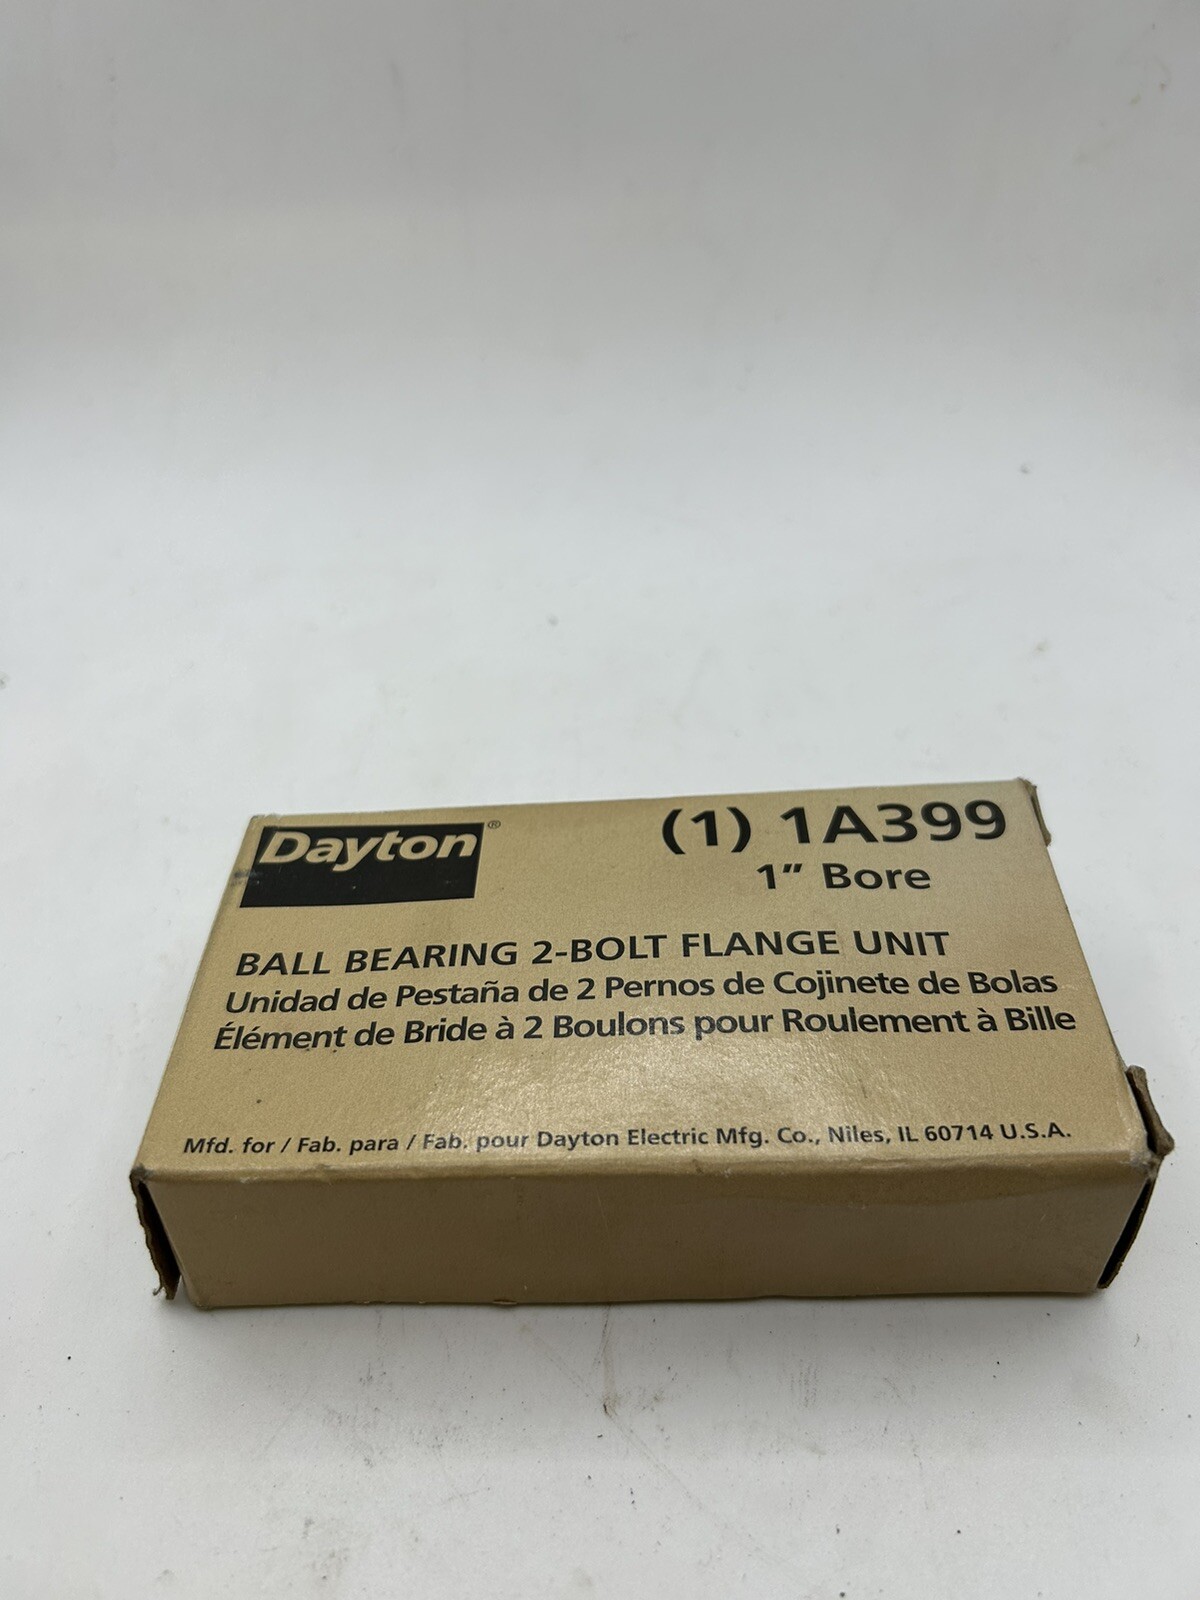 Dayton®
(1) 1A399
1” Bore
BALL BEARING 2-BOLT FLANGE UNIT
Unidad de Pestaña de 2 Pernos de Cojinete de Bolas
Élément de Bride à 2 Boulons pour Roulement à Bille
Mfd. for / Fab. para / Fab. pour Dayton Electric Mfg. Co., Niles, IL 60714 U.S.A.